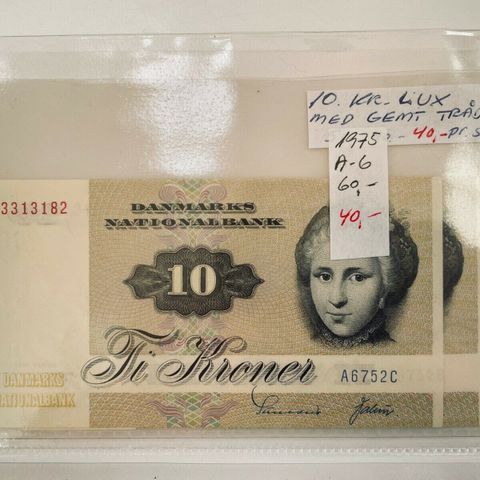 10. KR. LIUX
MED GEMT TRÅD
40,- pr. s
1975
A-6
60,-
40,-
3313182
DANMARKS
NATIONALBANK
10
Ti Kroner
A6752C
DANMARKS
NATIONALBANK